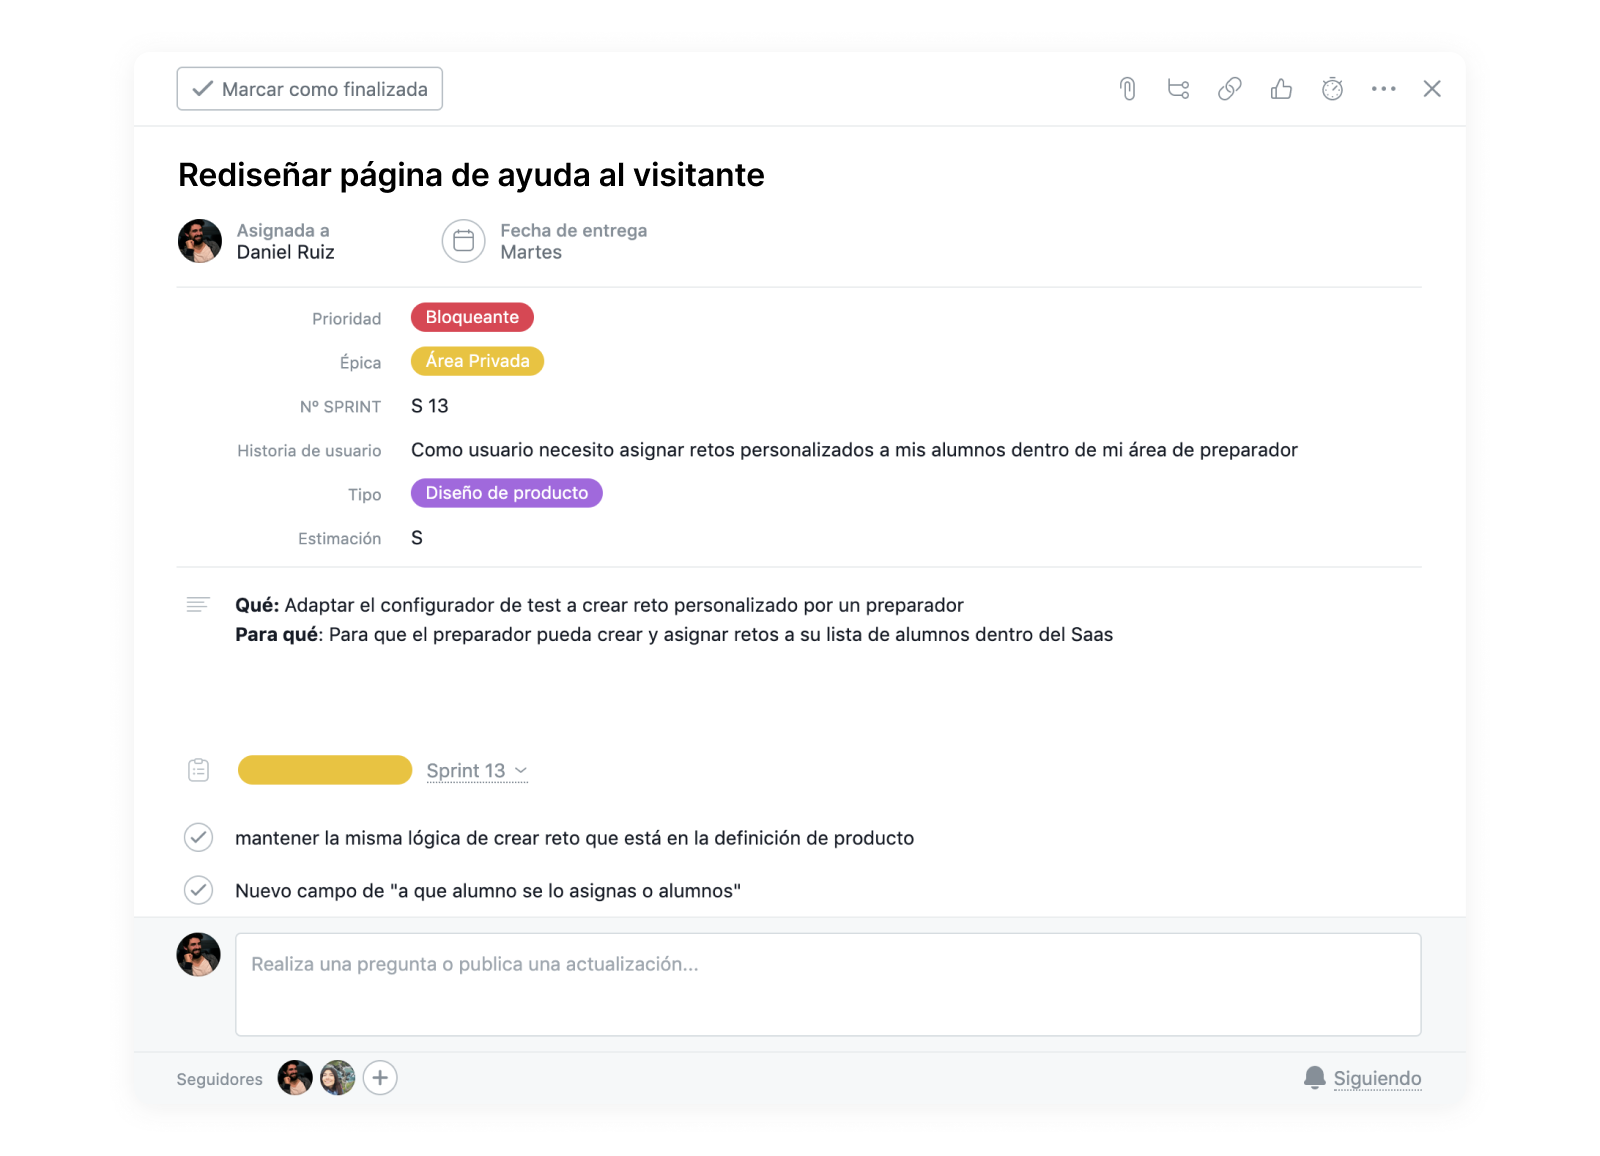 Marcar como finalizada
Rediseñar página de ayuda al visitante
Asignada a
Daniel Ruiz
Fecha de entrega
Martes
Prioridad Bloqueante
Épica Área Privada
Nº SPRINT S 13
Historia de usuario Como usuario necesito asignar retos personalizados a mis alumnos dentro de mi área de preparador
Tipo Diseño de producto
Estimación S
Qué: Adaptar el configurador de test a crear reto personalizado por un preparador
Para qué: Para que el preparador pueda crear y asignar retos a su lista de alumnos dentro del Saas
Sprint 13
mantener la misma lógica de crear reto que está en la definición de producto
Nuevo campo de "a que alumno se lo asignas o alumnos"
Realiza una pregunta o publica una actualización...
Seguidores
Siguiendo